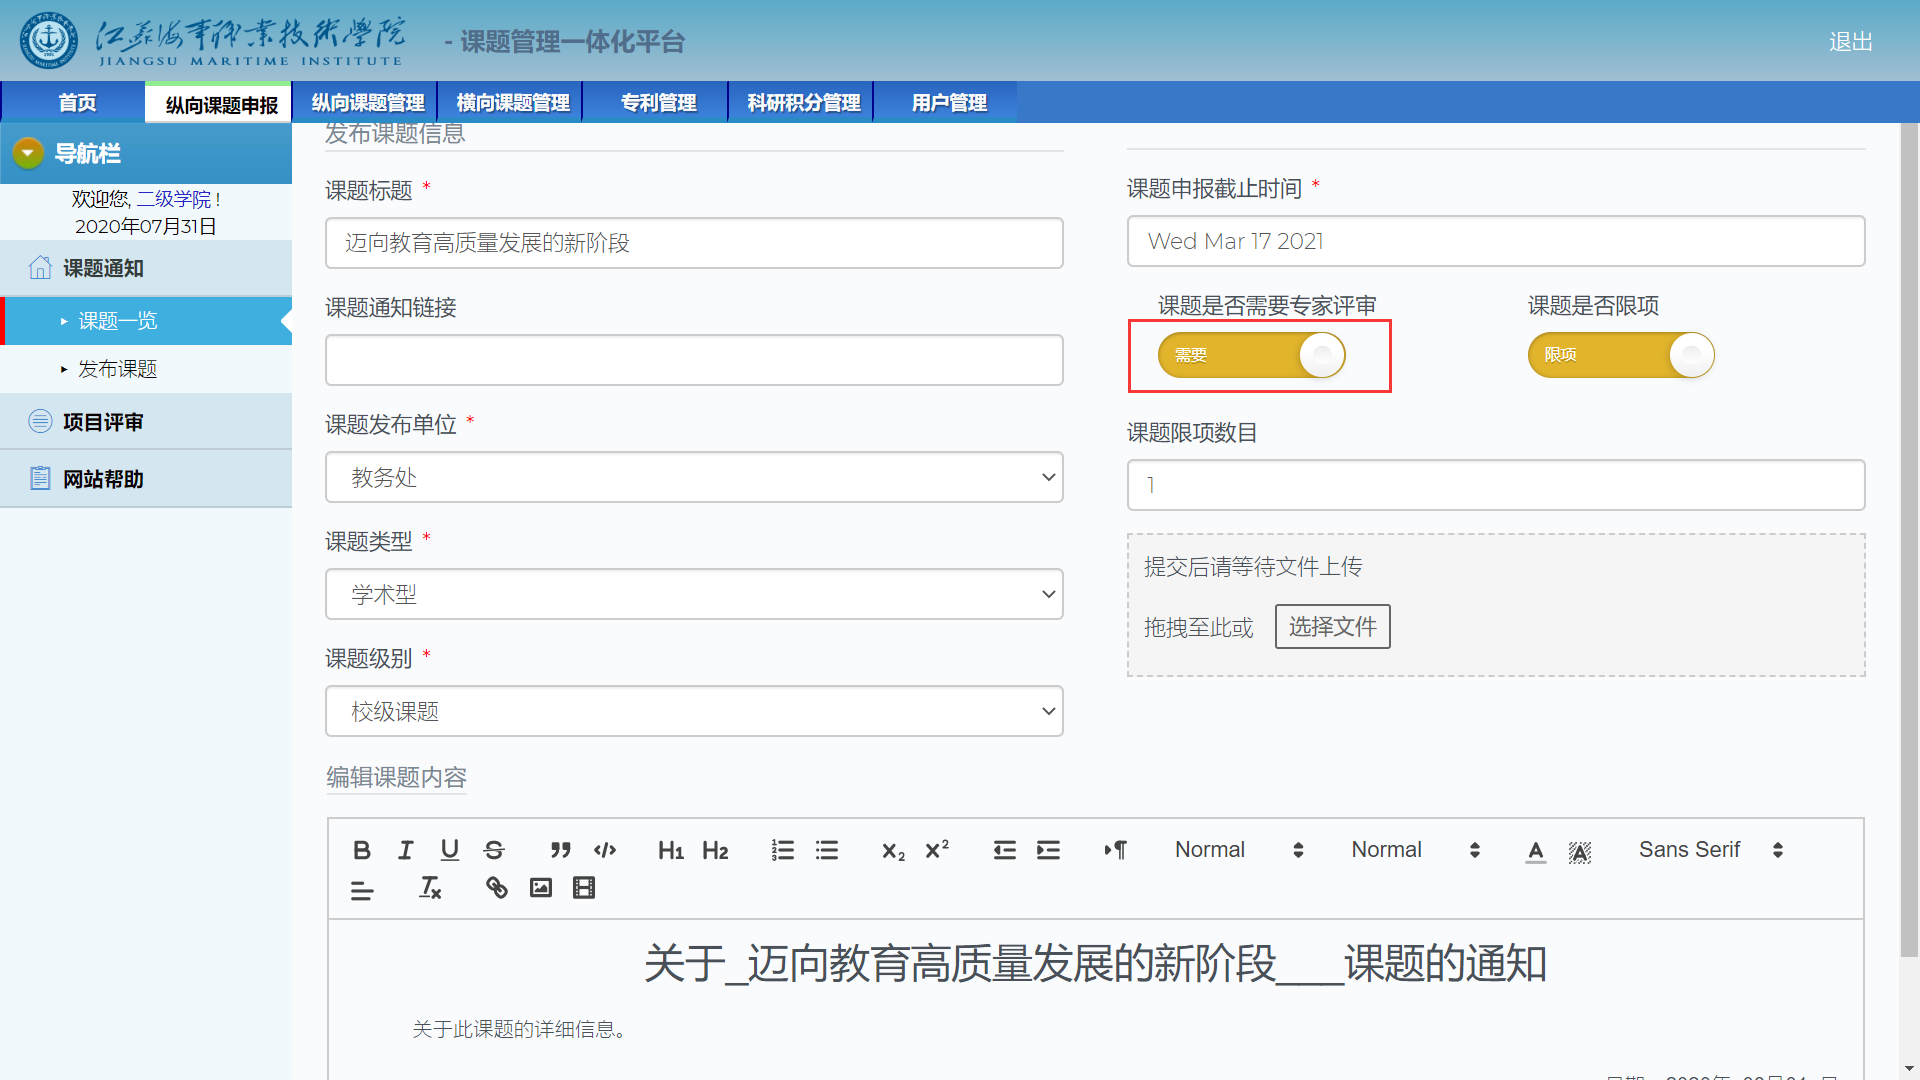 江苏海事职业技术学院
JIANGSU MARITIME INSTITUTE
- 课题管理一体化平台
退出
首页
纵向课题申报
纵向课题管理
横向课题管理
专利管理
科研积分管理
用户管理
导航栏
欢迎您, 二级学院 !
2020年07月31日
课题通知
课题一览
发布课题
项目评审
网站帮助
发布课题信息
课题标题 *
迈向教育高质量发展的新阶段
课题通知链接
课题发布单位 *
教务处
课题类型 *
学术型
课题级别 *
校级课题
课题申报截止时间 *
Wed Mar 17 2021
课题是否需要专家评审
需要
课题是否限项
限项
课题限项数目
1
提交后请等待文件上传
拖拽至此或 选择文件
编辑课题内容
Normal Normal Sans Serif
关于_迈向教育高质量发展的新阶段___课题的通知
关于此课题的详细信息。